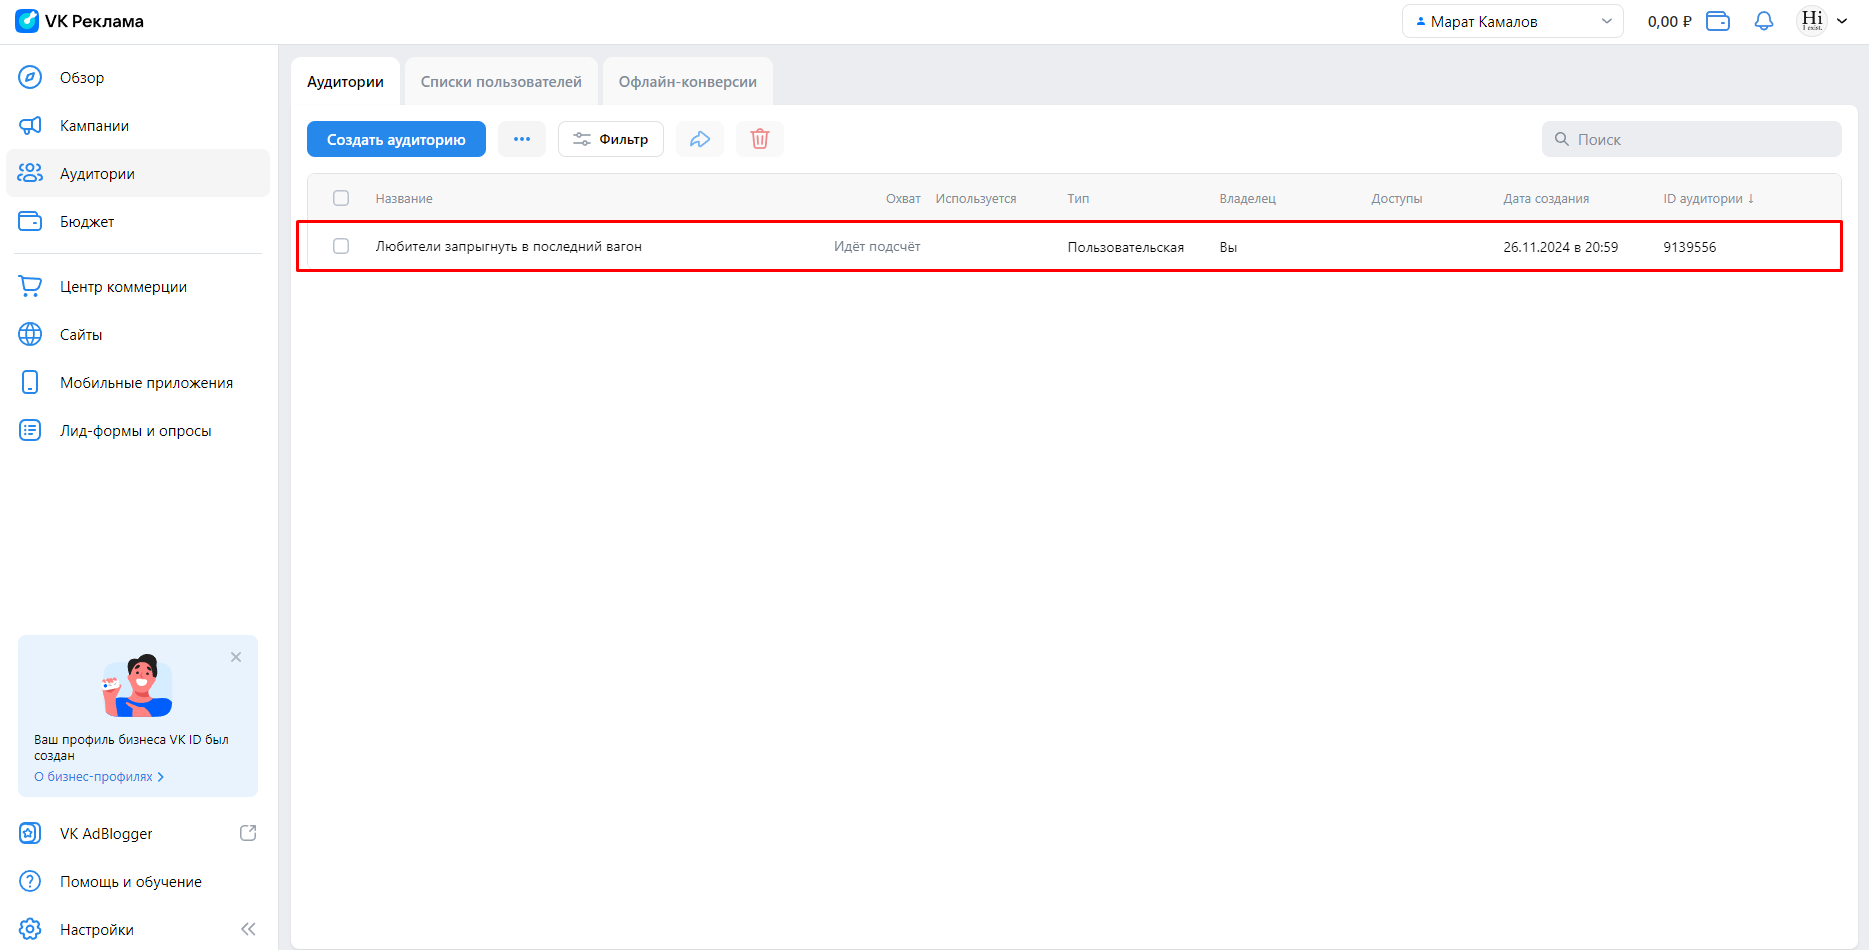 VK Реклама
Марат Камалов
0,00 ₽
Hi
I exist.
Обзор
Кампании
Аудитории
Бюджет
Центр коммерции
Сайты
Мобильные приложения
Лид-формы и опросы
Ваш профиль бизнеса VK ID был
создан
О бизнес-профилях
VK AdBlogger
Помощь и обучение
Настройки
Аудитории Списки пользователей Офлайн-конверсии
Создать аудиторию Фильтр Поиск
Название Охват Используется Тип Владелец Доступы Дата создания ID аудитории ↓
Любители запрыгнуть в последний вагон Идёт подсчёт Пользовательская Вы 26.11.2024 в 20:59 9139556